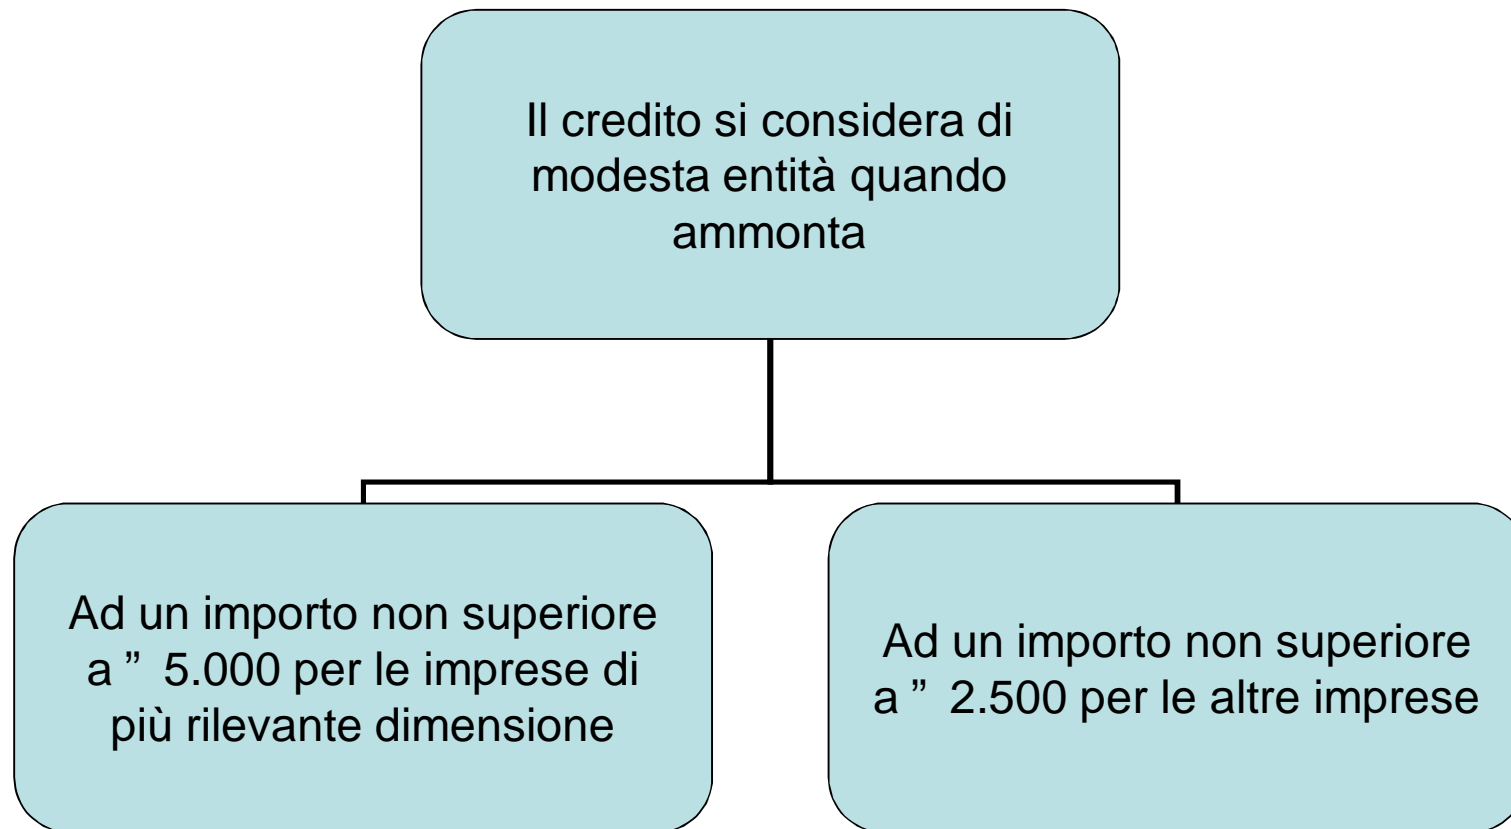 Il credito si considera di
modesta entità quando
ammonta
Ad un importo non superiore
a ” 5.000 per le imprese di
più rilevante dimensione
Ad un importo non superiore
a ” 2.500 per le altre imprese